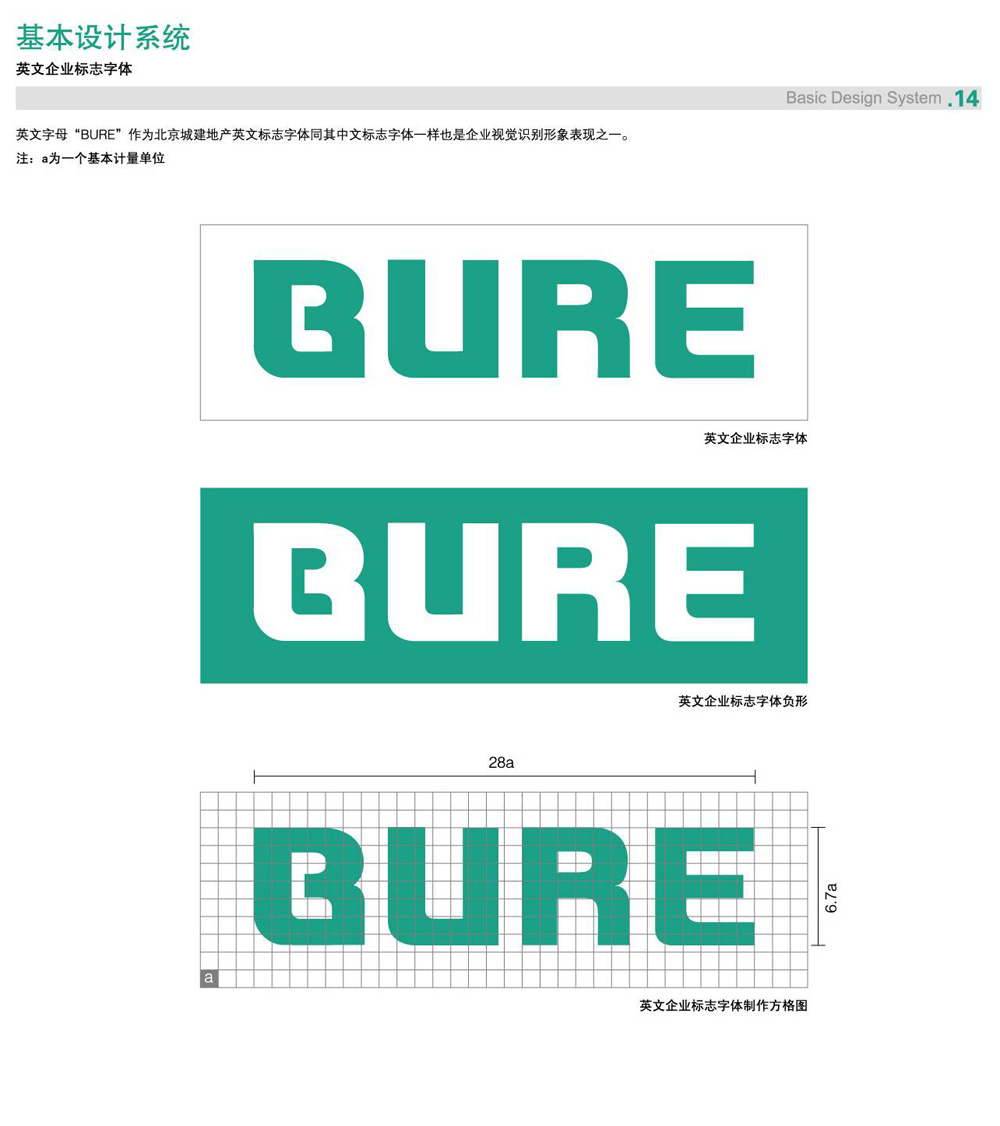 基本设计系统
英文企业标志字体
Basic Design System .14
英文字母“BURE”作为北京城建地产英文标志字体同其中文标志字体一样也是企业视觉识别形象表现之一。
注：a为一个基本计量单位
BURE
英文企业标志字体
BURE
英文企业标志字体负形
28a
BURE
6.7a
a
英文企业标志字体制作方格图